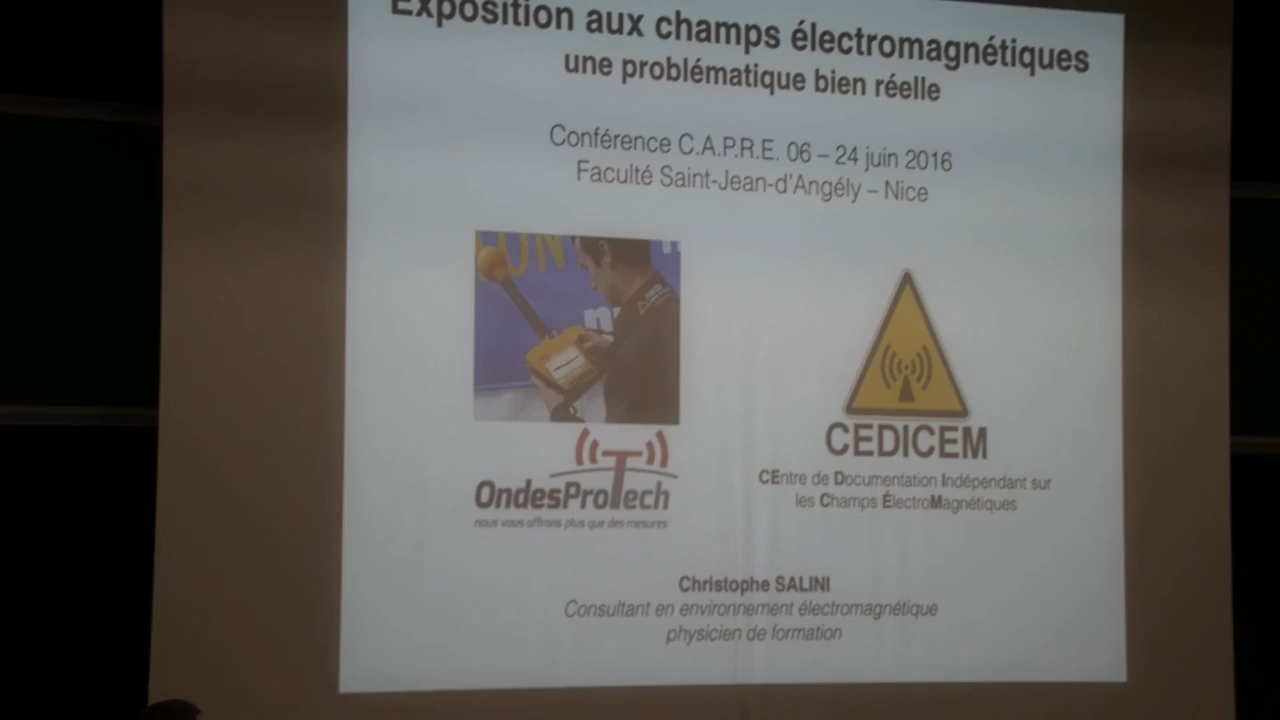 Exposition aux champs électromagnétiques
une problématique bien réelle
Conférence C.A.P.R.E. 06 – 24 juin 2016
Faculté Saint-Jean-d'Angély – Nice
OndesProTech
nous vous offrons plus que des mesures
CEDICEM
CEntre de Documentation Indépendant sur
les Champs ÉlectroMagnétiques
Christophe SALINI
Consultant en environnement électromagnétique
physicien de formation